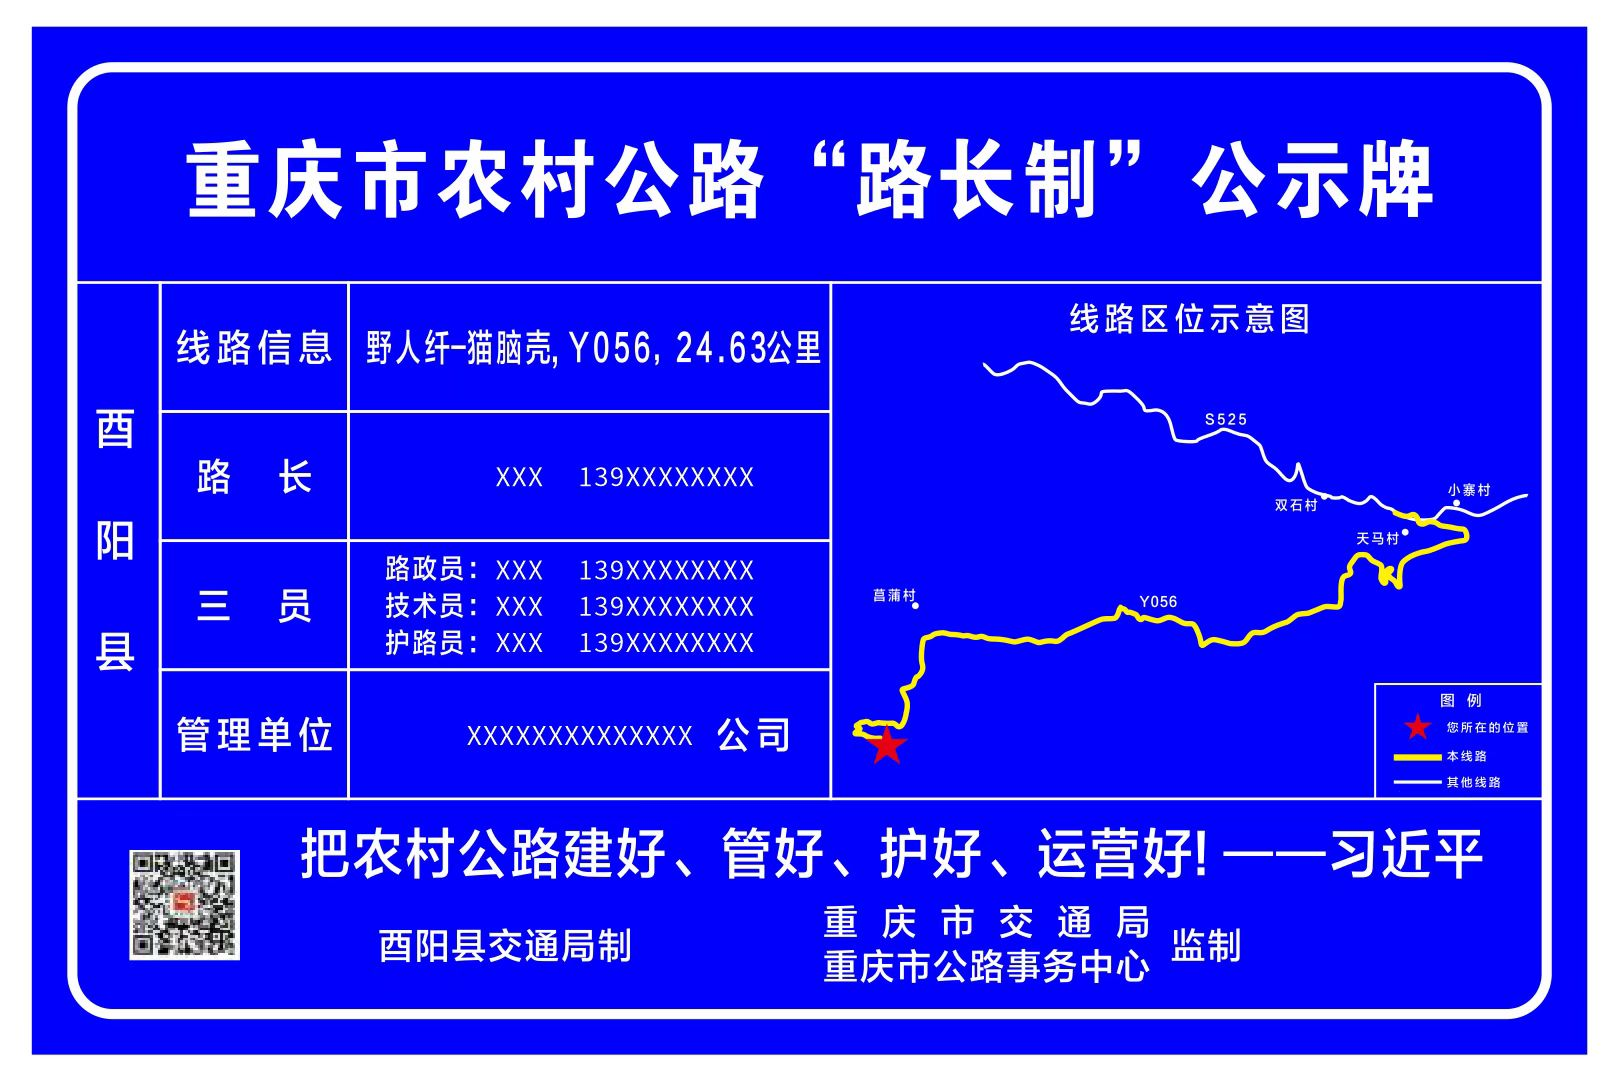 重庆市农村公路“路长制”公示牌
酉阳县
线路信息 野人纤-猫脑壳, Y056, 24.63公里
路长 XXX 139XXXXXXXX
三员
路政员：XXX 139XXXXXXXX
技术员：XXX 139XXXXXXXX
护路员：XXX 139XXXXXXXX
管理单位 XXXXXXXXXXXXXX 公司
线路区位示意图
S525
小寨村
双石村
天马村
菖蒲村
Y056
图例
您所在的位置
本线路
其他线路
把农村公路建好、管好、护好、运营好!——习近平
酉阳县交通局制
重庆市交通局
重庆市公路事务中心 监制